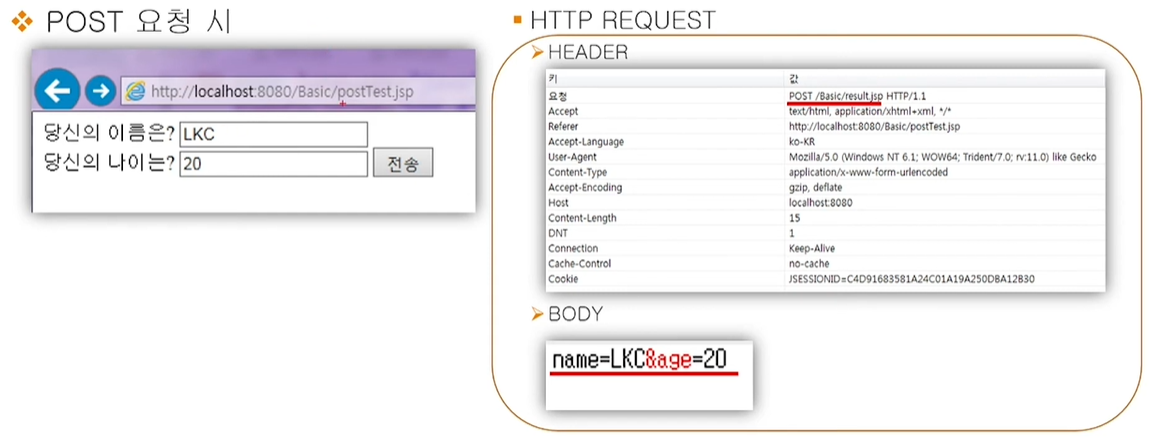 POST 요청 시
http://localhost:8080/Basic/postTest.jsp
당신의 이름은? LKC
당신의 나이는? 20 전송
HTTP REQUEST
HEADER
키 값
요청 POST /Basic/result.jsp HTTP/1.1
Accept text/html, application/xhtml+xml, */*
Referer http://localhost:8080/Basic/postTest.jsp
Accept-Language ko-KR
User-Agent Mozilla/5.0 (Windows NT 6.1; WOW64; Trident/7.0; rv:11.0) like Gecko
Content-Type application/x-www-form-urlencoded
Accept-Encoding gzip, deflate
Host localhost:8080
Content-Length 15
DNT 1
Connection Keep-Alive
Cache-Control no-cache
Cookie JSESSIONID=C4D91683581A24C01A19A250DBA12B30
BODY
name=LKC&age=20